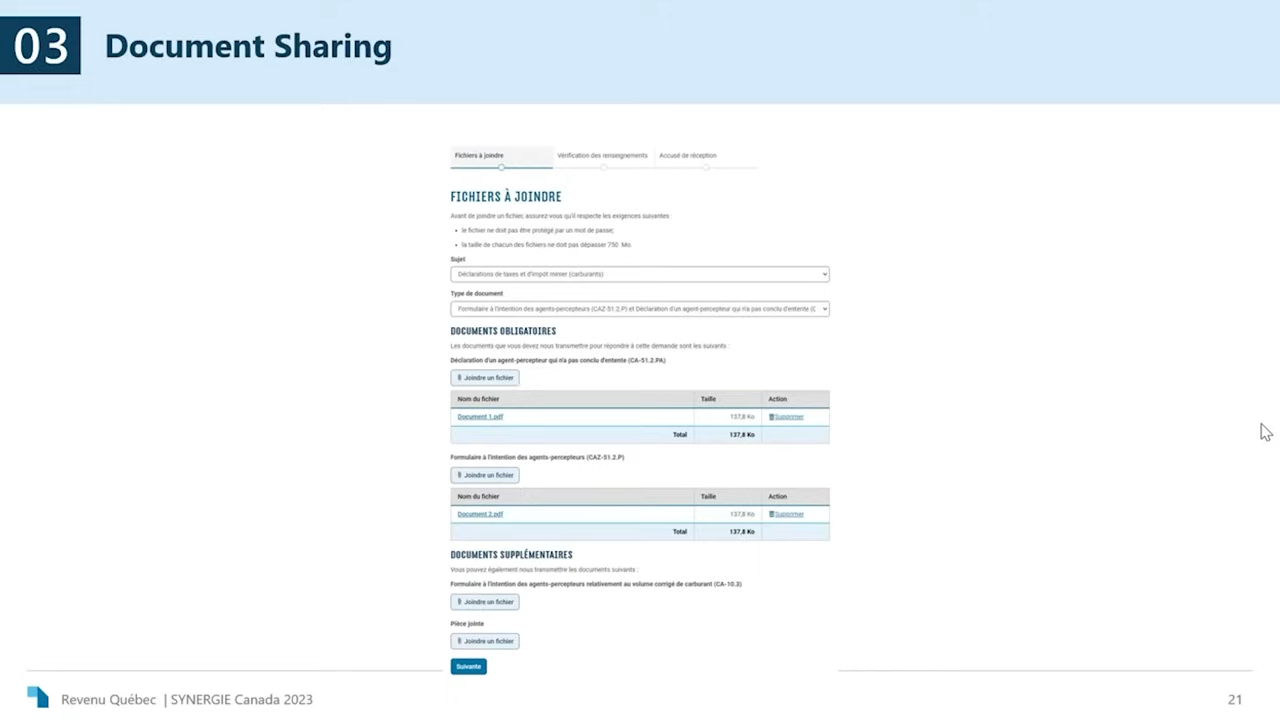 03 Document Sharing
Fichiers à joindre Vérification des renseignements Accusé de réception
FICHIERS À JOINDRE
Avant de joindre un fichier, assurez-vous qu'il respecte les exigences suivantes :
• le fichier ne doit pas être protégé par un mot de passe;
• la taille de chacun des fichiers ne doit pas dépasser 750 Mo.
Sujet
Déclarations de taxes et d'impôt minier (carburants)
Type de document
Formulaire à l'intention des agents-percepteurs (CAZ-51.2.P) et Déclaration d'un agent-percepteur qui n'a pas conclu d'entente (C
DOCUMENTS OBLIGATOIRES
Les documents que vous devez nous transmettre pour répondre à cette demande sont les suivants :
Déclaration d'un agent-percepteur qui n'a pas conclu d'entente (CA-51.2.PA)
Joindre un fichier
Nom du fichier Taille Action
Document 1.pdf 137,8 Ko Supprimer
Total 137,8 Ko
Formulaire à l'intention des agents-percepteurs (CAZ-51.2.P)
Joindre un fichier
Nom du fichier Taille Action
Document 2.pdf 137,8 Ko Supprimer
Total 137,8 Ko
DOCUMENTS SUPPLÉMENTAIRES
Vous pouvez également nous transmettre les documents suivants :
Formulaire à l'intention des agents-percepteurs relativement au volume corrigé de carburant (CA-10.3)
Joindre un fichier
Pièce jointe
Joindre un fichier
Suivante
Revenu Québec | SYNERGIE Canada 2023 21